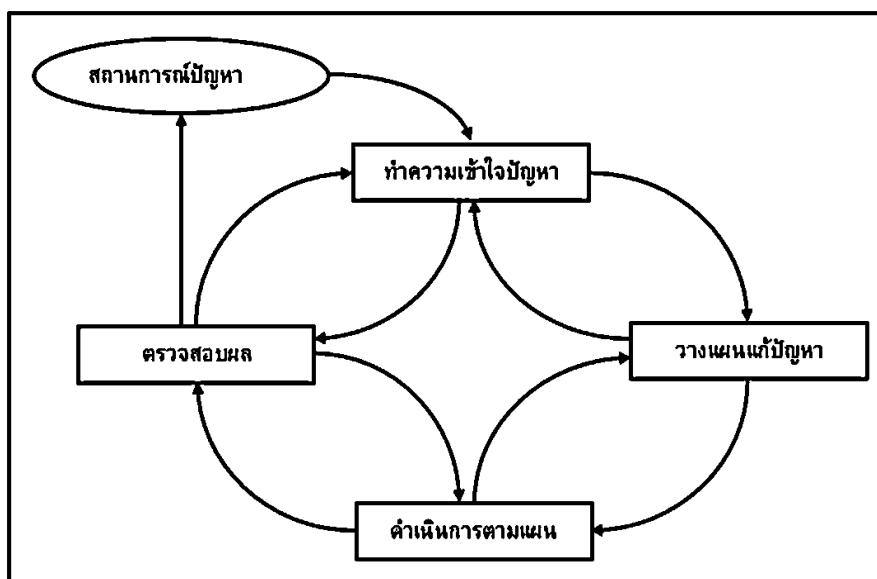 สถานการณ์ปัญหา
ทำความเข้าใจปัญหา
ตรวจสอบผล
วางแผนแก้ปัญหา
ดำเนินการตามแผน